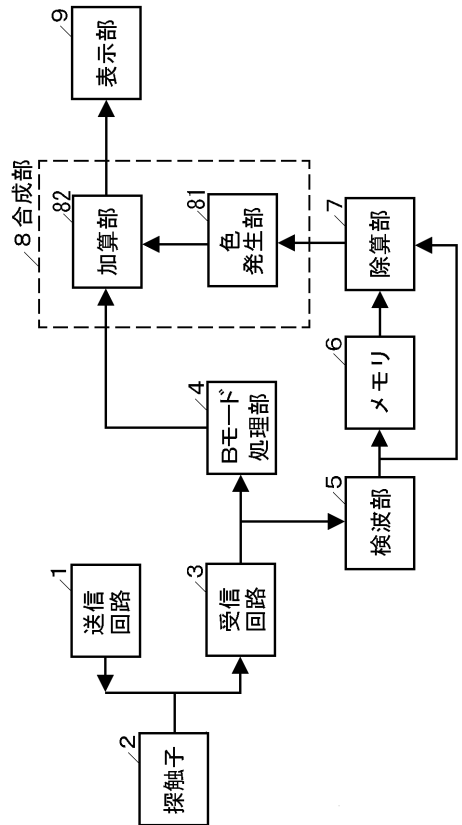 1
送信
回路
2
探触子
3
受信
回路
4
Bモード
処理部
5
検波部
6
メモリ
7
除算部
8 合成部
81
色
発生部
82
加算部
9
表示部